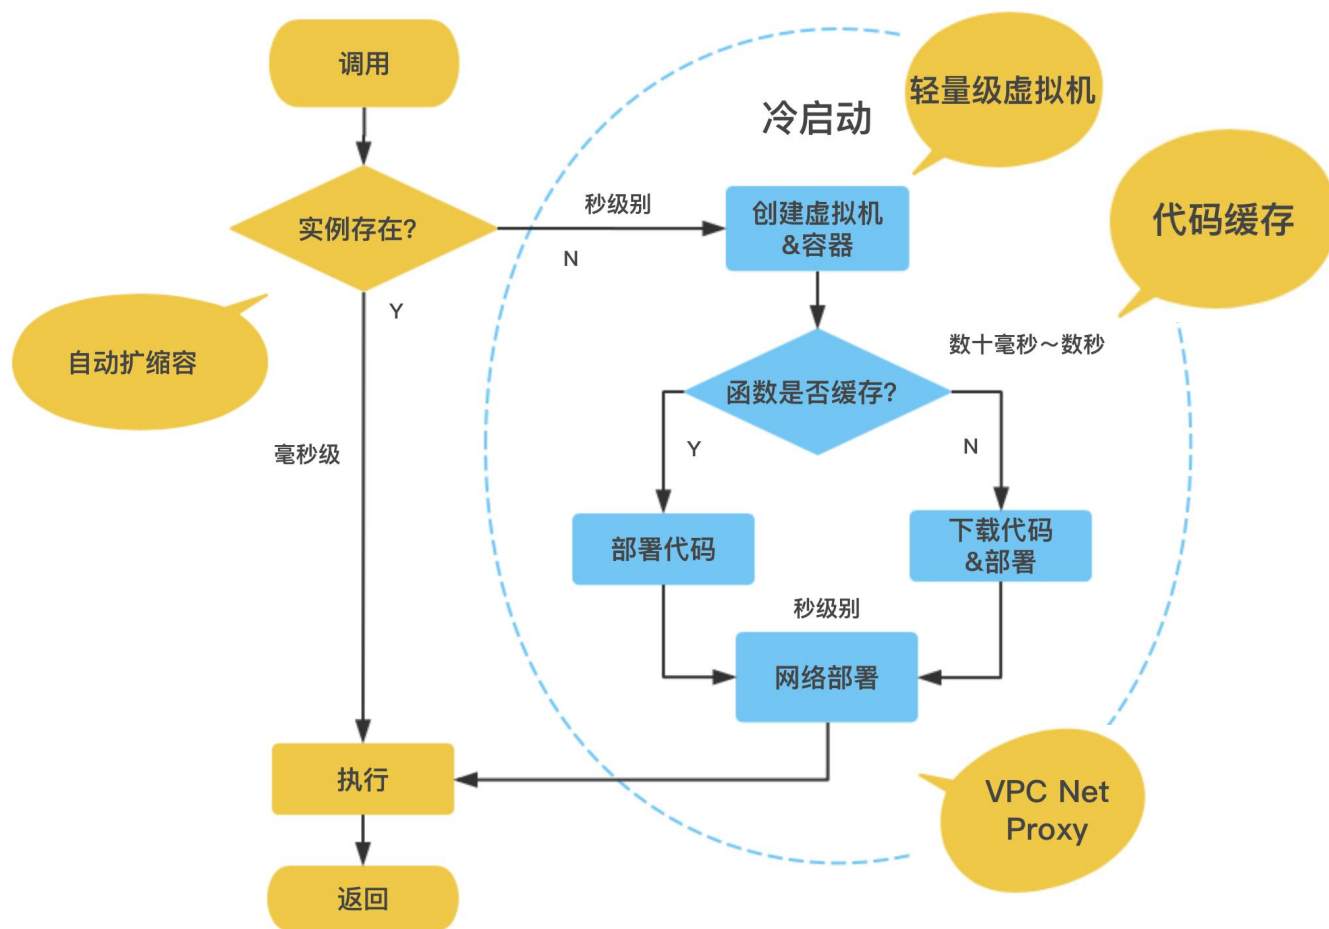 调用
轻量级虚拟机
冷启动
代码缓存
秒级别
创建虚拟机
&容器
实例存在?
N
Y
自动扩缩容
数十毫秒～数秒
函数是否缓存?
毫秒级
Y
N
部署代码
下载代码
&部署
秒级别
网络部署
执行
VPC Net
Proxy
返回